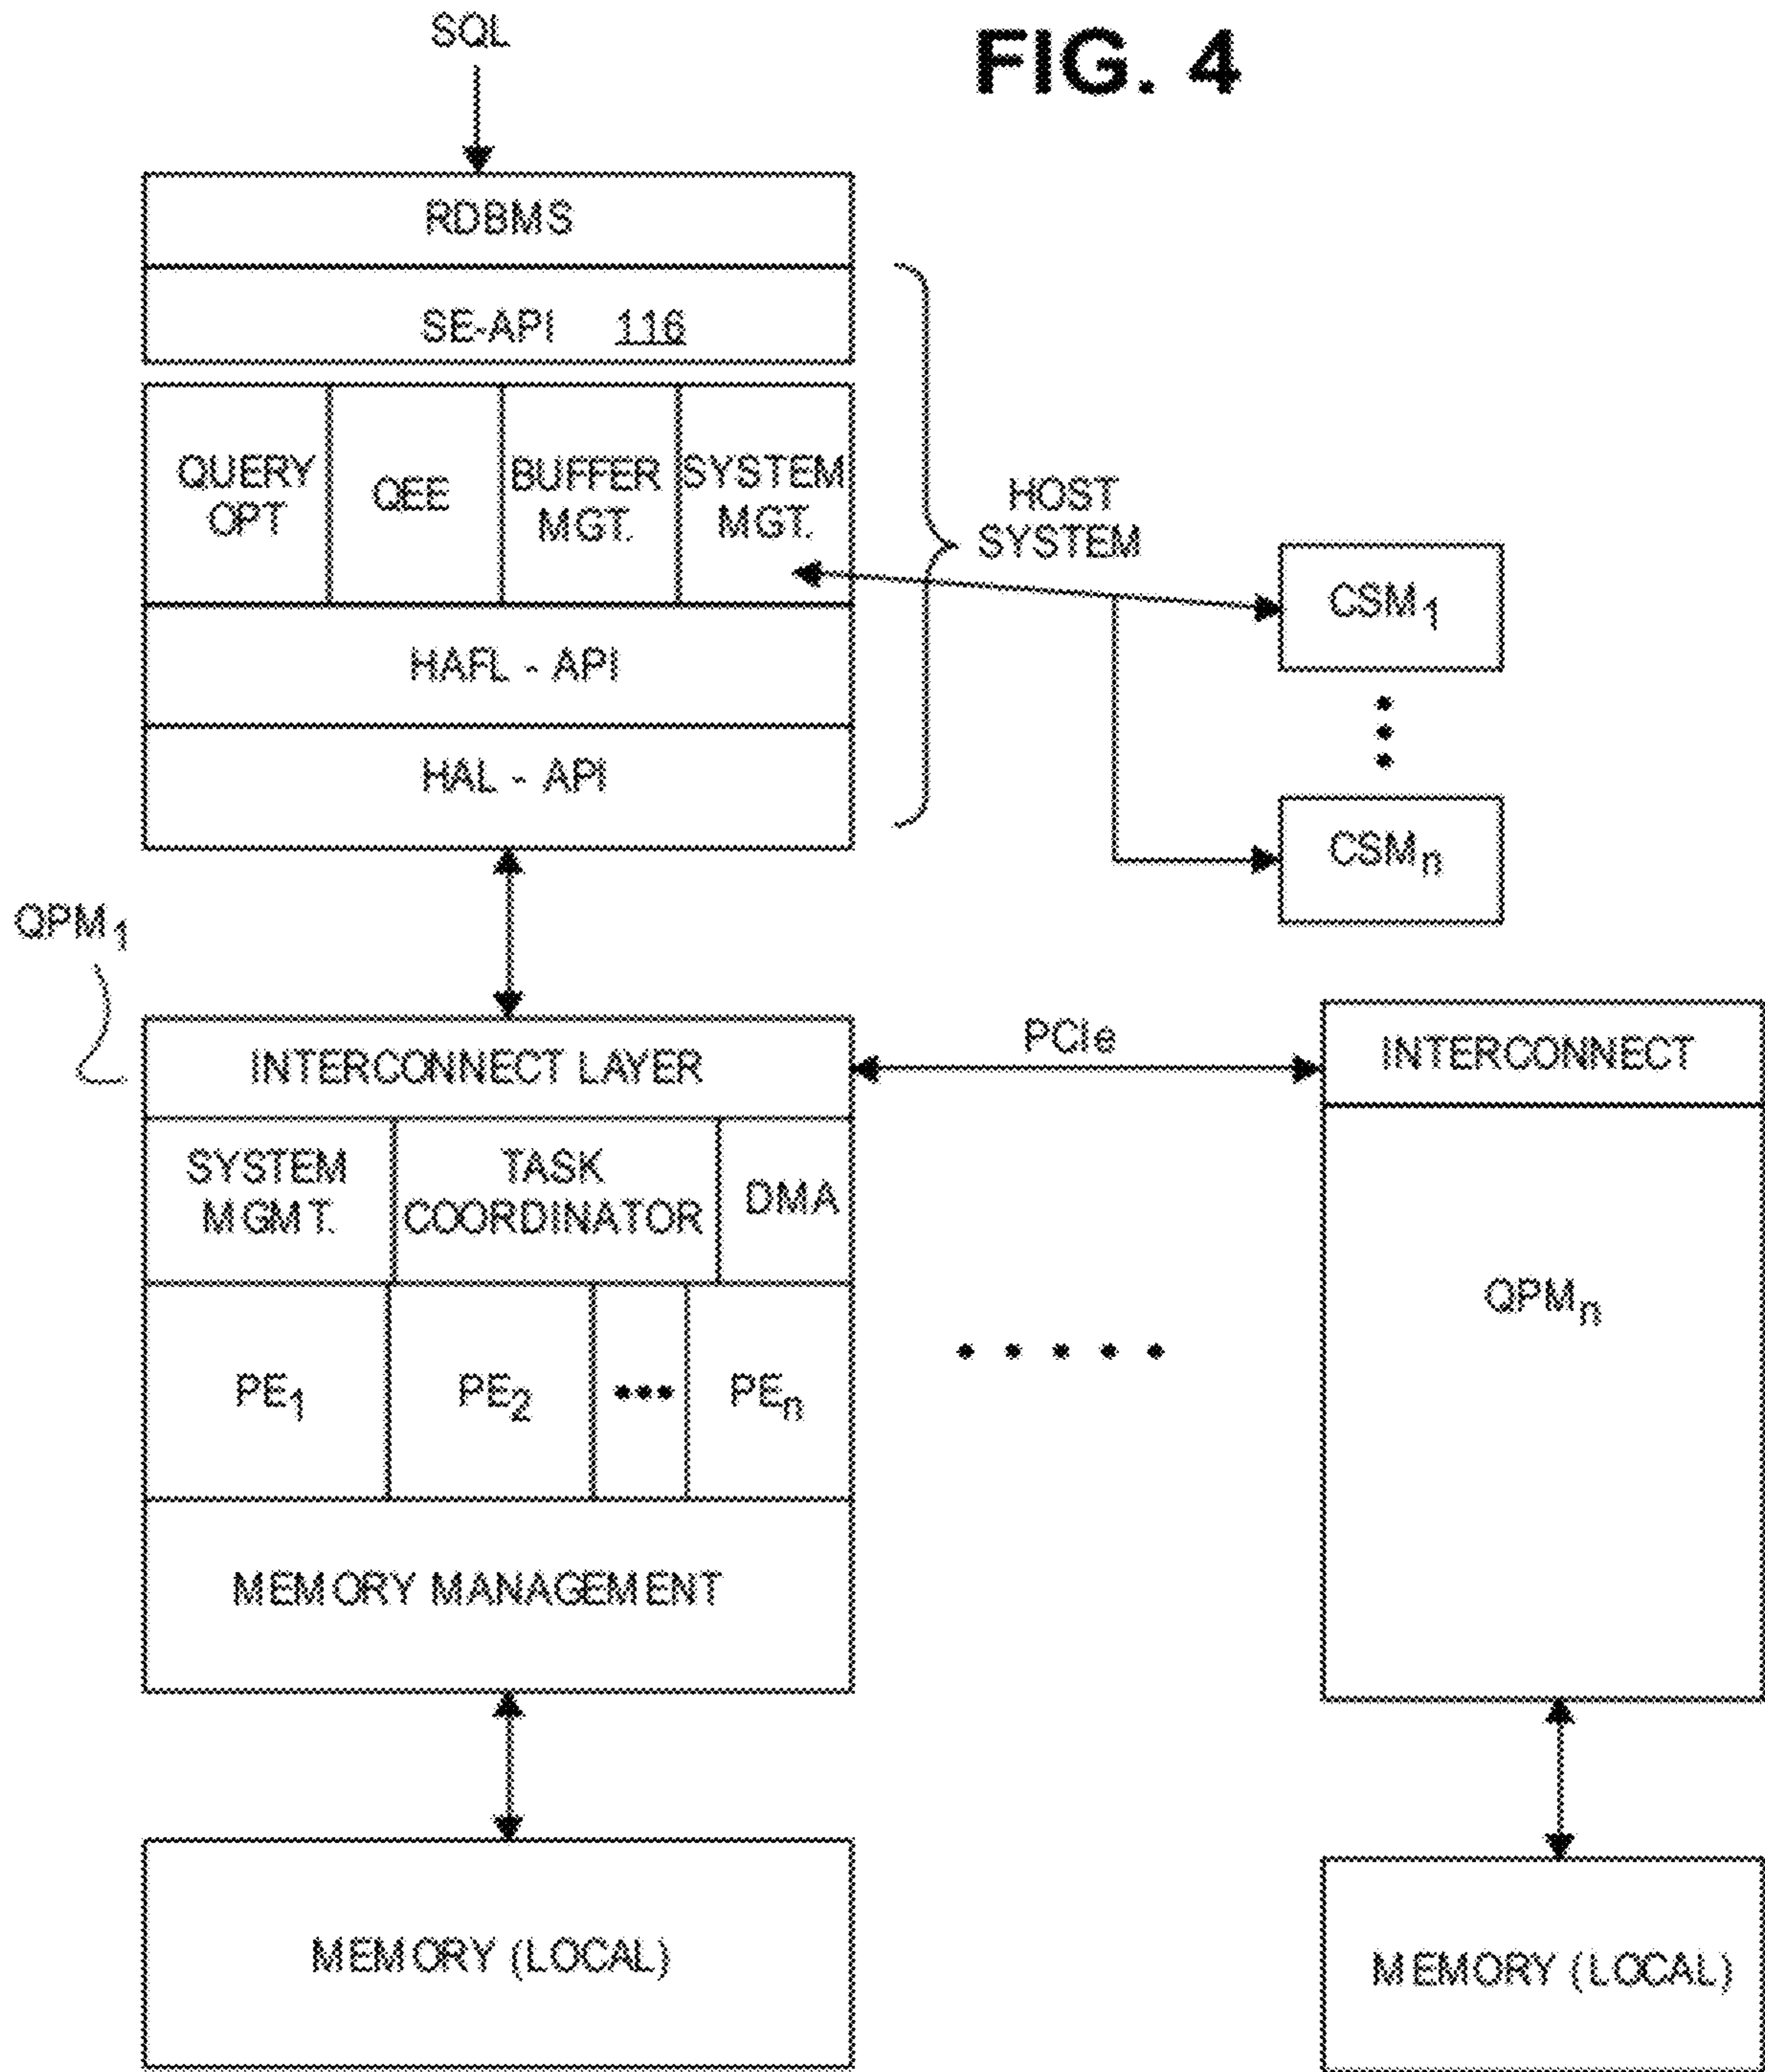 SQL
FIG. 4
RDBMS
SE-API 116
QUERY OPT
QEE
BUFFER MGT.
SYSTEM MGT.
HOST SYSTEM
CSM1
HAFL - API
HAL - API
CSMn
QPM1
INTERCONNECT LAYER
PCIe
INTERCONNECT
SYSTEM MGMT.
TASK COORDINATOR
DMA
QPMn
PE1
PE2
PEn
MEMORY MANAGEMENT
MEMORY (LOCAL)
MEMORY (LOCAL)